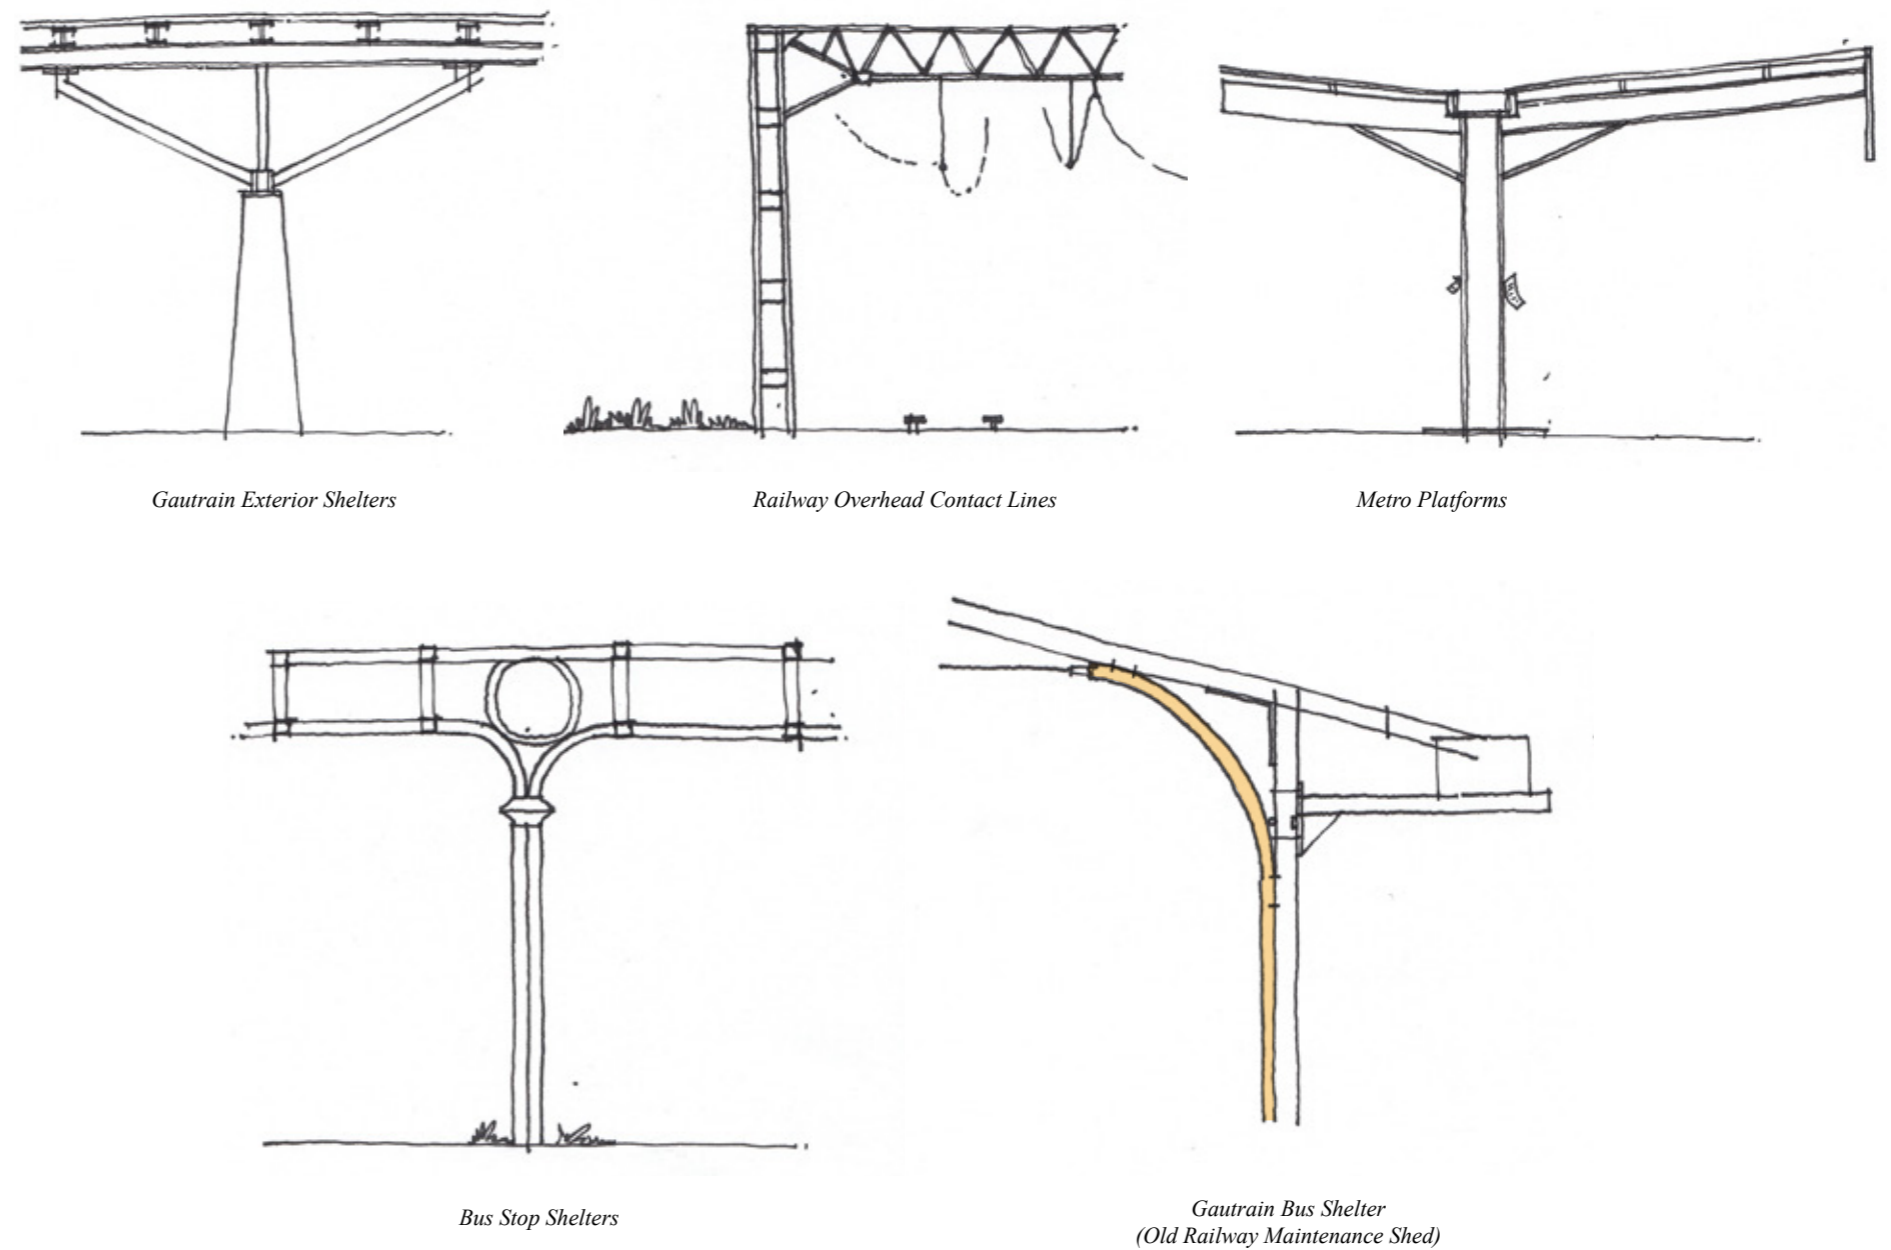 Gautrain Exterior Shelters
Railway Overhead Contact Lines
Metro Platforms
Bus Stop Shelters
Gautrain Bus Shelter
(Old Railway Maintenance Shed)